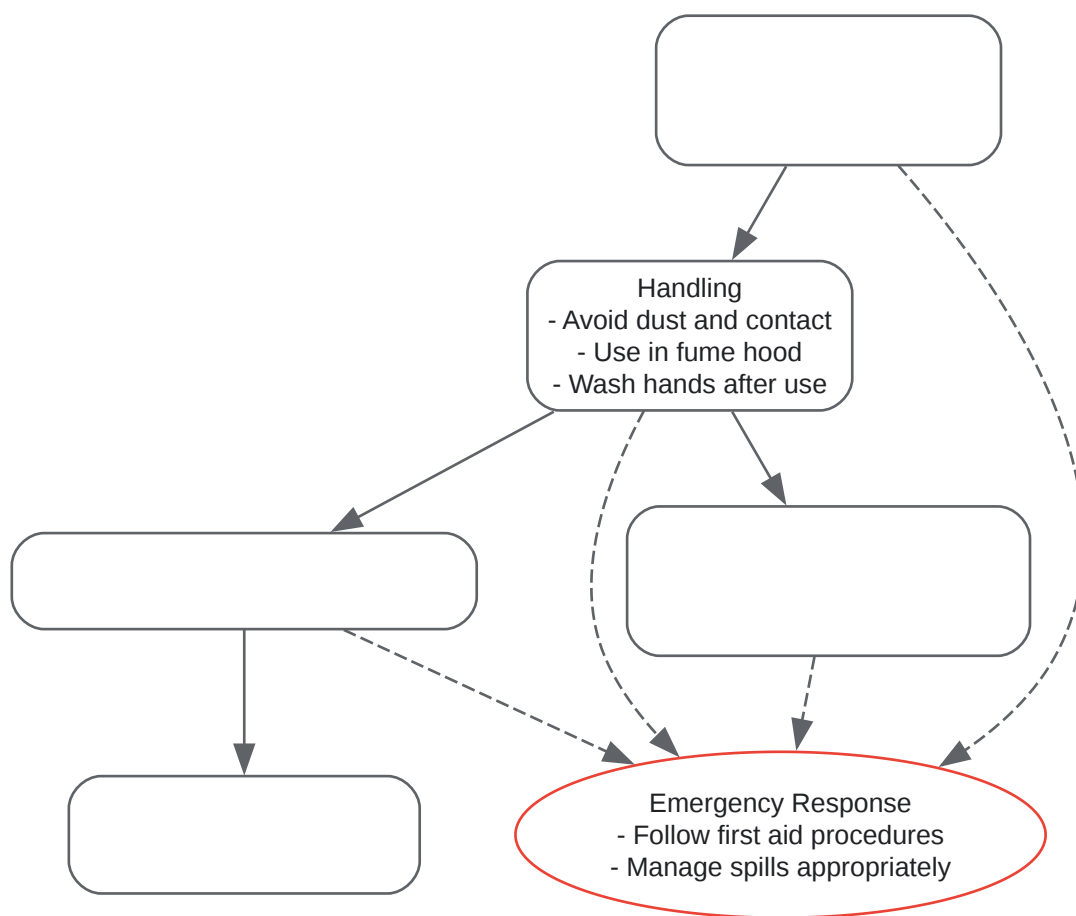 Handling
- Avoid dust and contact
- Use in fume hood
- Wash hands after use
Emergency Response
- Follow first aid procedures
- Manage spills appropriately